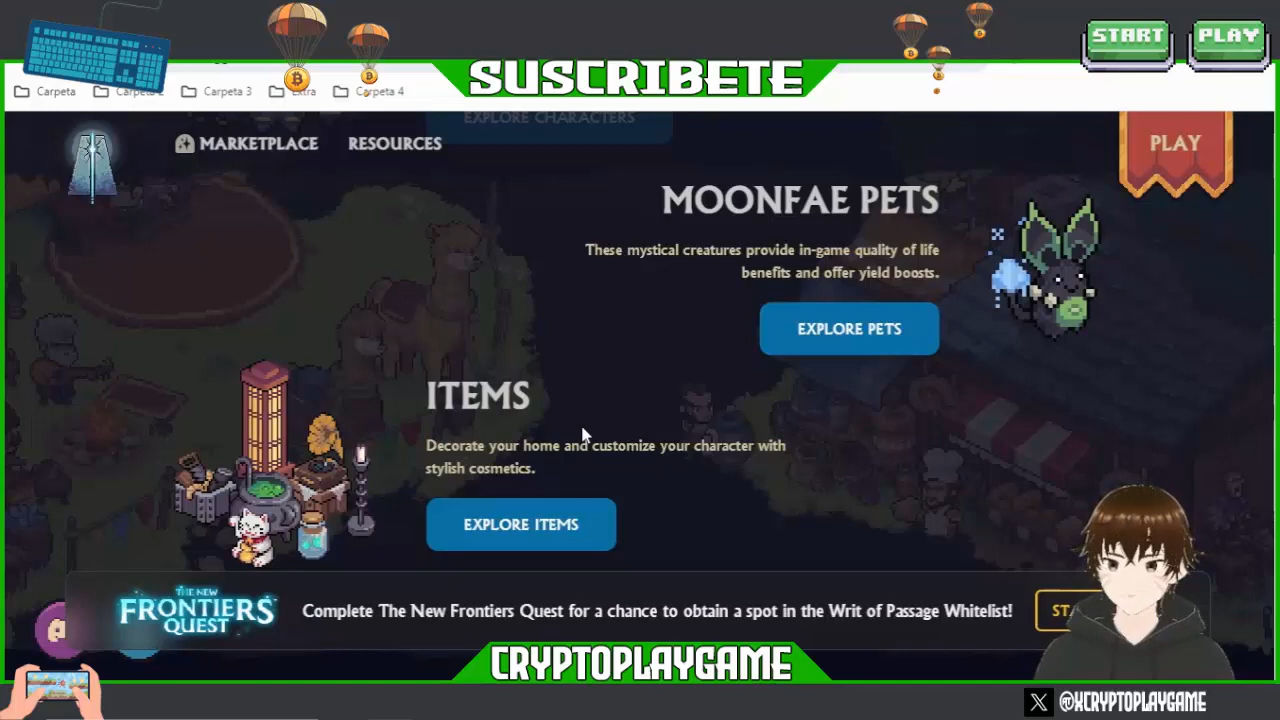 START
PLAY
SUSCRIBETE
Carpeta
Carpeta 3
Extra
Carpeta 4
EXPLORE CHARACTERS
MARKETPLACE
RESOURCES
PLAY
MOONFAE PETS
These mystical creatures provide in-game quality of life
benefits and offer yield boosts.
EXPLORE PETS
ITEMS
Decorate your home and customize your character with
stylish cosmetics.
EXPLORE ITEMS
THE NEW
FRONTIERS
QUEST
Complete The New Frontiers Quest for a chance to obtain a spot in the Writ of Passage Whitelist!
CRYPTOPLAYGAME
@XCRYPTOPLAYGAME